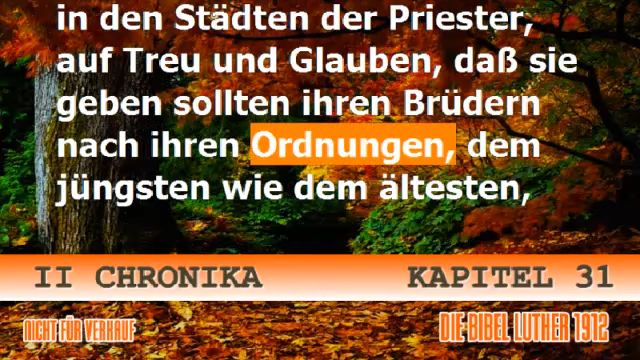 in den Städten der Priester,
auf Treu und Glauben, daß sie
geben sollten ihren Brüdern
nach ihren Ordnungen, dem
jüngsten wie dem ältesten,
II CHRONIKA KAPITEL 31
NICHT FÜR VERKAUF DIE BIBEL LUTHER 1912